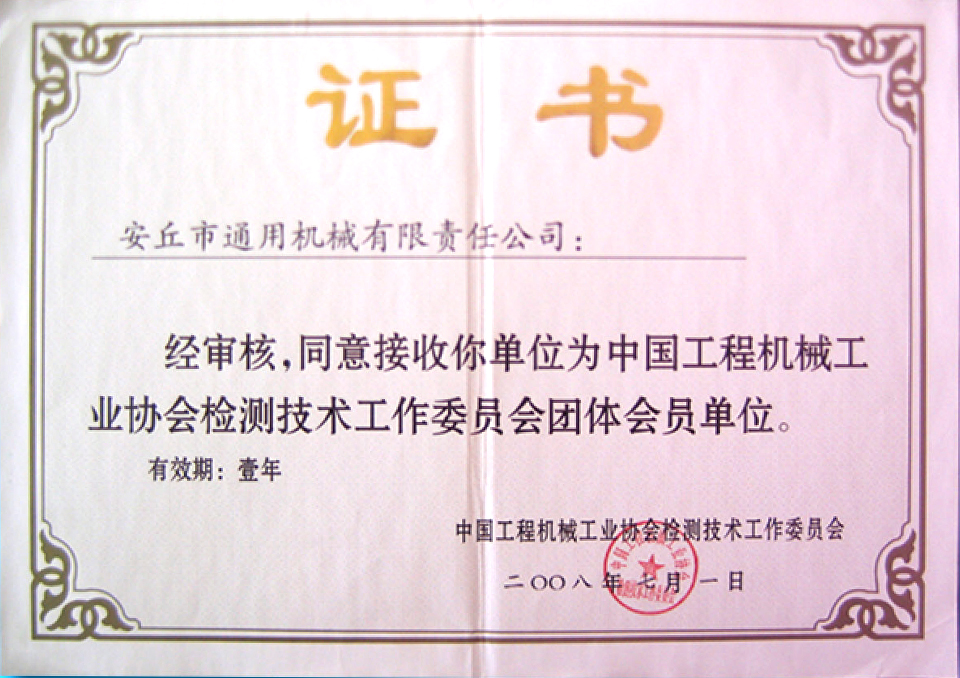 证书
安丘市通用机械有限责任公司：
经审核，同意接收你单位为中国工程机械工
业协会检测技术工作委员会团体会员单位。
有效期：壹年
中国工程机械工业协会检测技术工作委员会
二〇〇八年七月一日